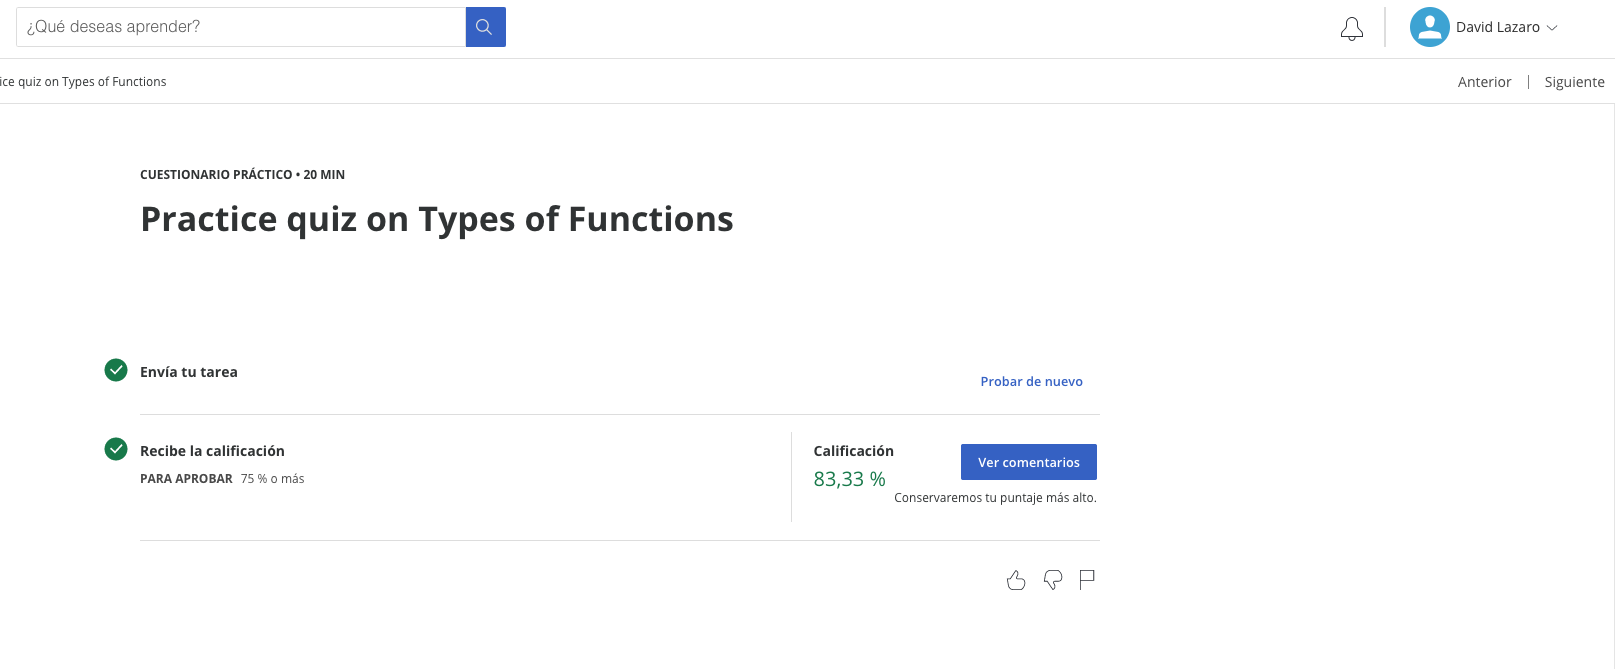 ¿Qué deseas aprender?
David Lazaro
ice quiz on Types of Functions
Anterior | Siguiente
CUESTIONARIO PRÁCTICO • 20 MIN
Practice quiz on Types of Functions
Envía tu tarea
Probar de nuevo
Recibe la calificación
PARA APROBAR 75 % o más
Calificación
83,33 %
Ver comentarios
Conservaremos tu puntaje más alto.